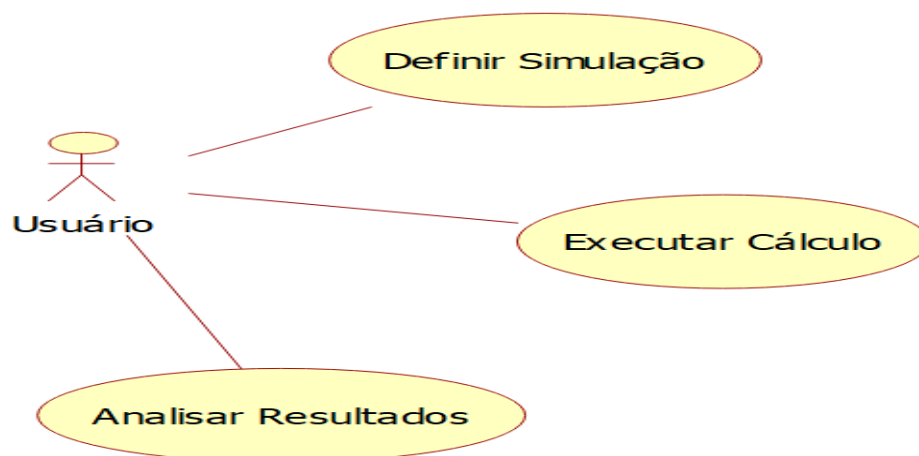 Definir Simulação
Usuário
Executar Cálculo
Analisar Resultados